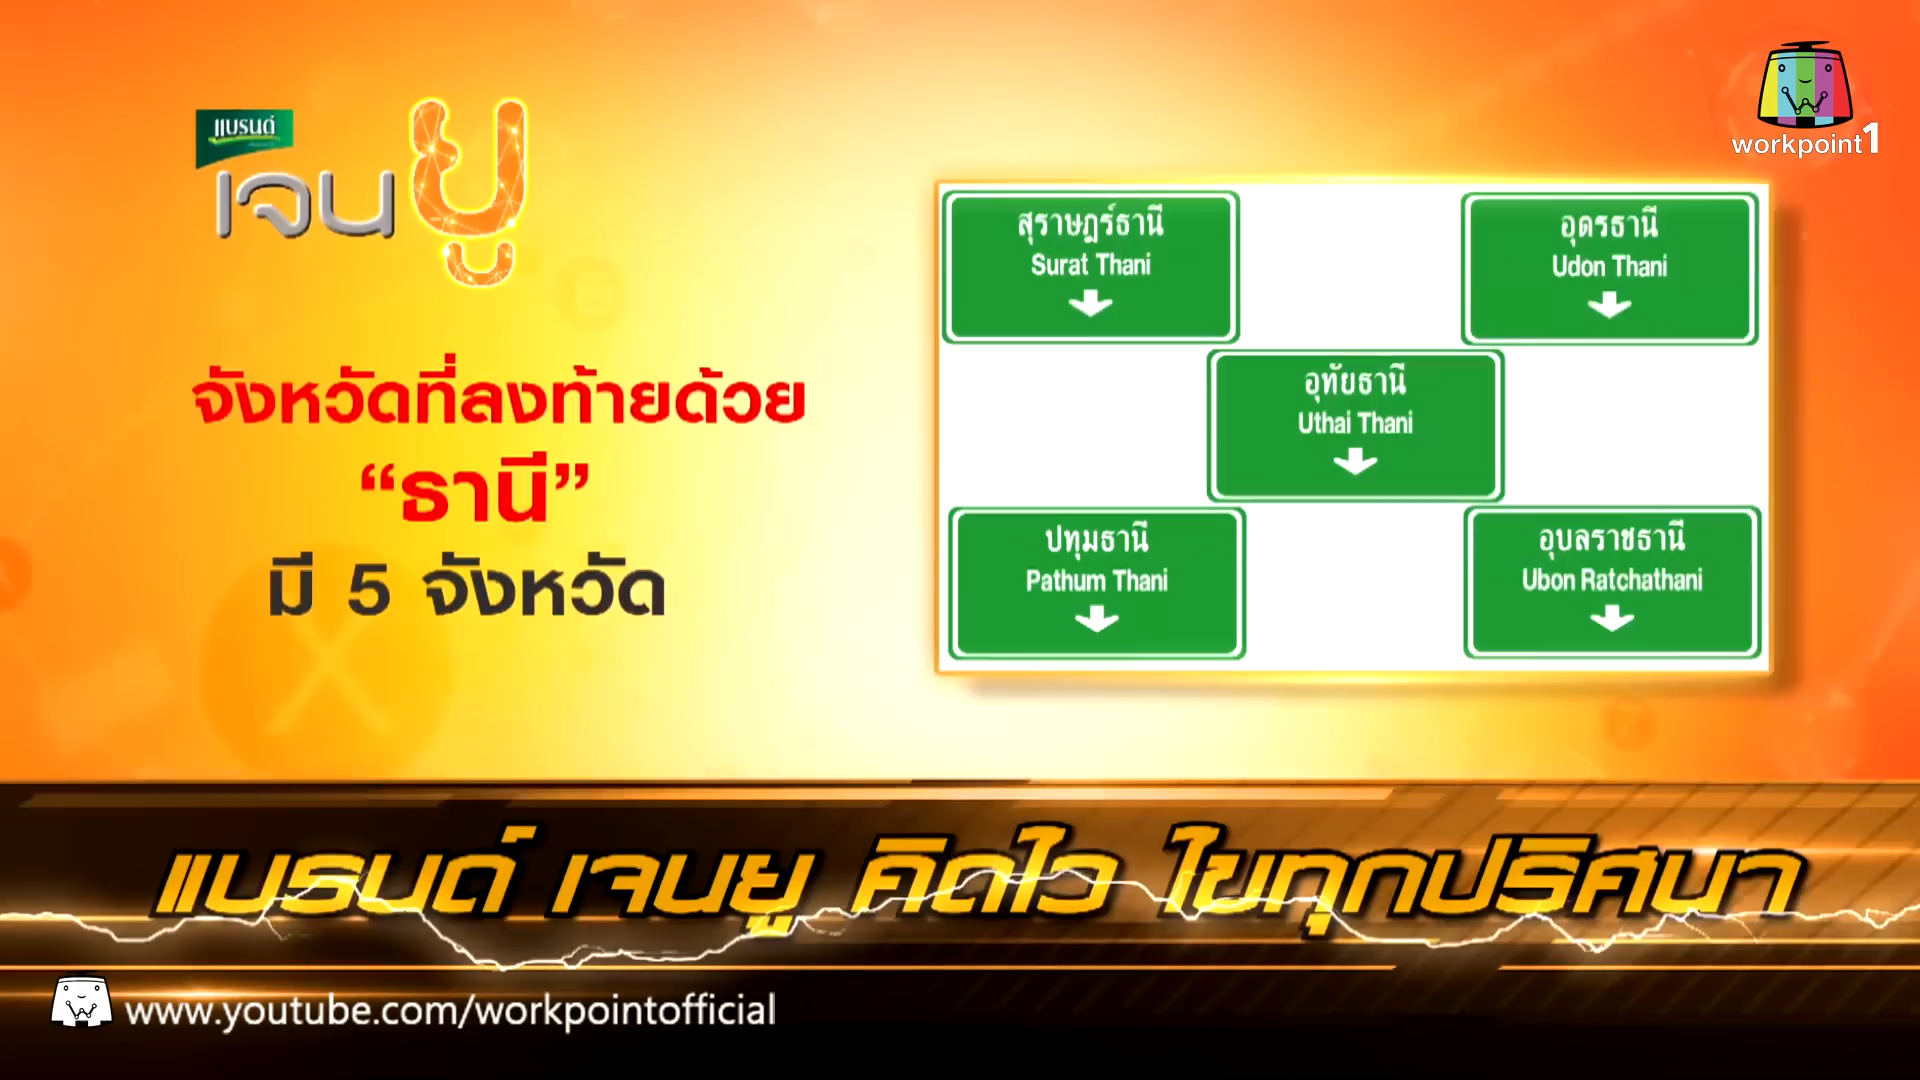 workpoint1
แบรนด์
เจนยู
จังหวัดที่ลงท้ายด้วย
“ธานี”
มี 5 จังหวัด
สุราษฎร์ธานี
Surat Thani
อุดรธานี
Udon Thani
อุทัยธานี
Uthai Thani
ปทุมธานี
Pathum Thani
อุบลราชธานี
Ubon Ratchathani
แบรนด์ เจนยู คิดไว ไขทุกปริศนา
www.youtube.com/workpointofficial